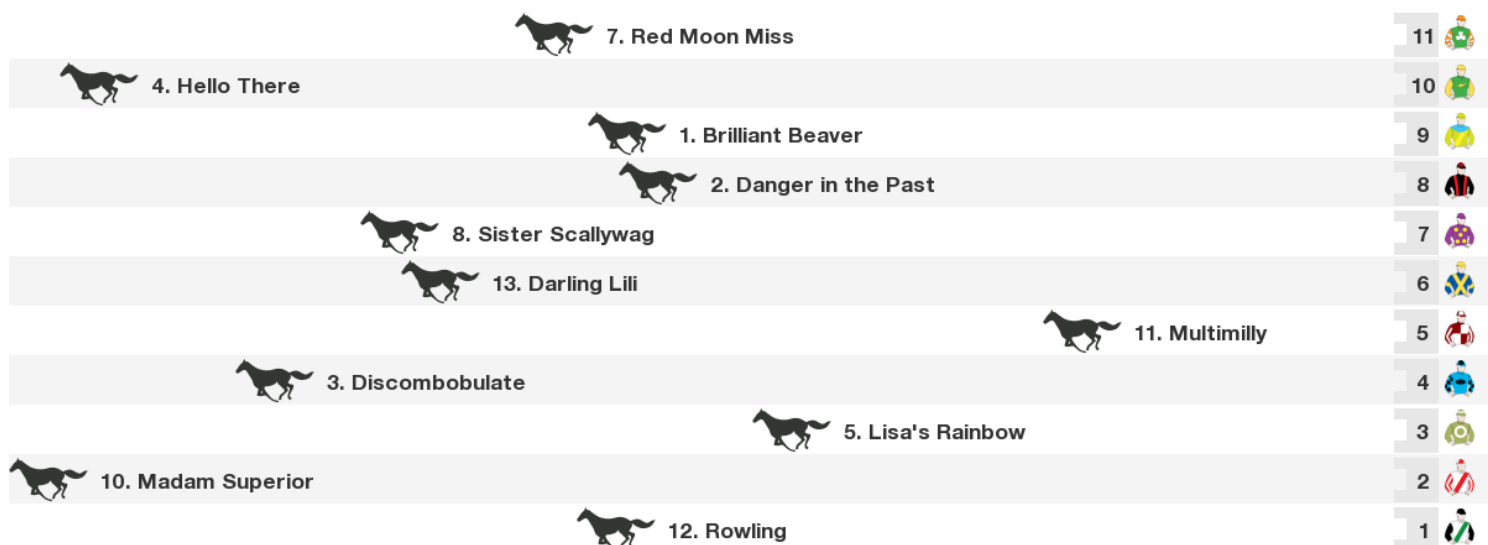 7. Red Moon Miss 11
4. Hello There 10
1. Brilliant Beaver 9
2. Danger in the Past 8
8. Sister Scallywag 7
13. Darling Lili 6
11. Multimilly 5
3. Discombobulate 4
5. Lisa's Rainbow 3
10. Madam Superior 2
12. Rowling 1